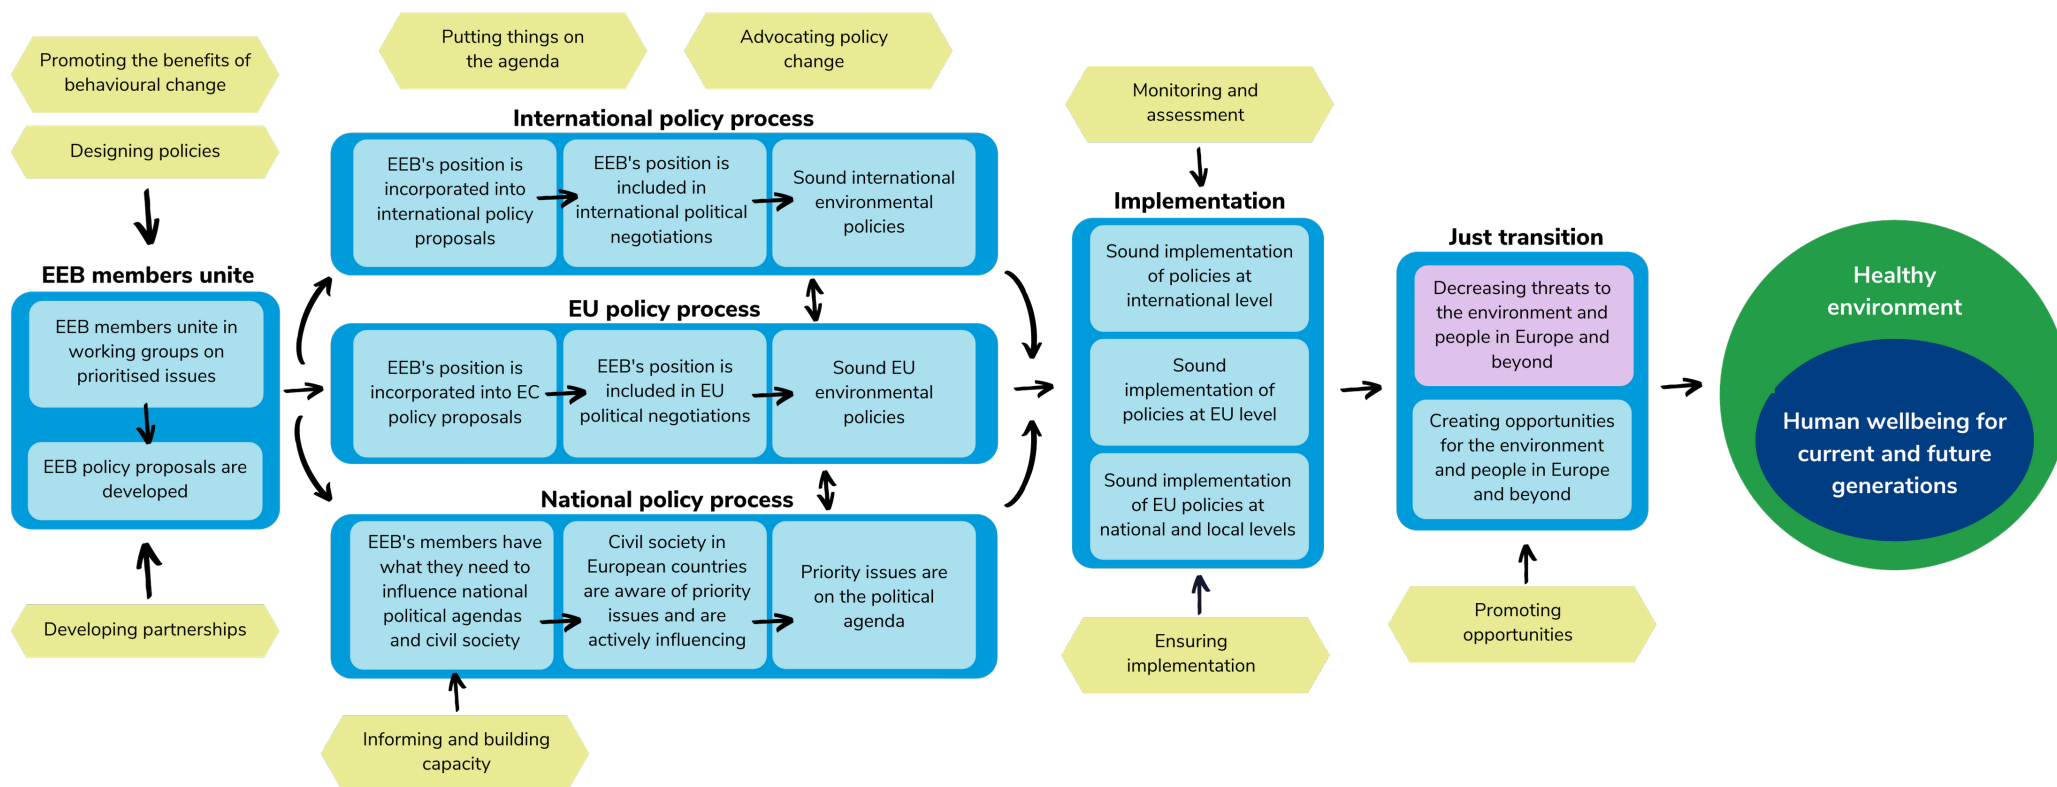 Promoting the benefits of
behavioural change
Designing policies
EEB members unite
EEB members unite in
working groups on
prioritised issues
EEB policy proposals are
developed
Developing partnerships
Putting things on
the agenda
Advocating policy
change
International policy process
EEB's position is
incorporated into
international policy
proposals
EEB's position is
included in
international political
negotiations
Sound international
environmental
policies
EU policy process
EEB's position is
incorporated into EC
policy proposals
EEB's position is
included in EU
political negotiations
Sound EU
environmental
policies
National policy process
EEB's members have
what they need to
influence national
political agendas
and civil society
Civil society in
European countries
are aware of priority
issues and are
actively influencing
Priority issues are
on the political
agenda
Informing and building
capacity
Monitoring and
assessment
Implementation
Sound implementation
of policies at
international level
Sound
implementation of
policies at EU level
Sound implementation
of EU policies at
national and local levels
Ensuring
implementation
Just transition
Decreasing threats to
the environment and
people in Europe and
beyond
Creating opportunities
for the environment
and people in Europe
and beyond
Promoting
opportunities
Healthy
environment
Human wellbeing for
current and future
generations